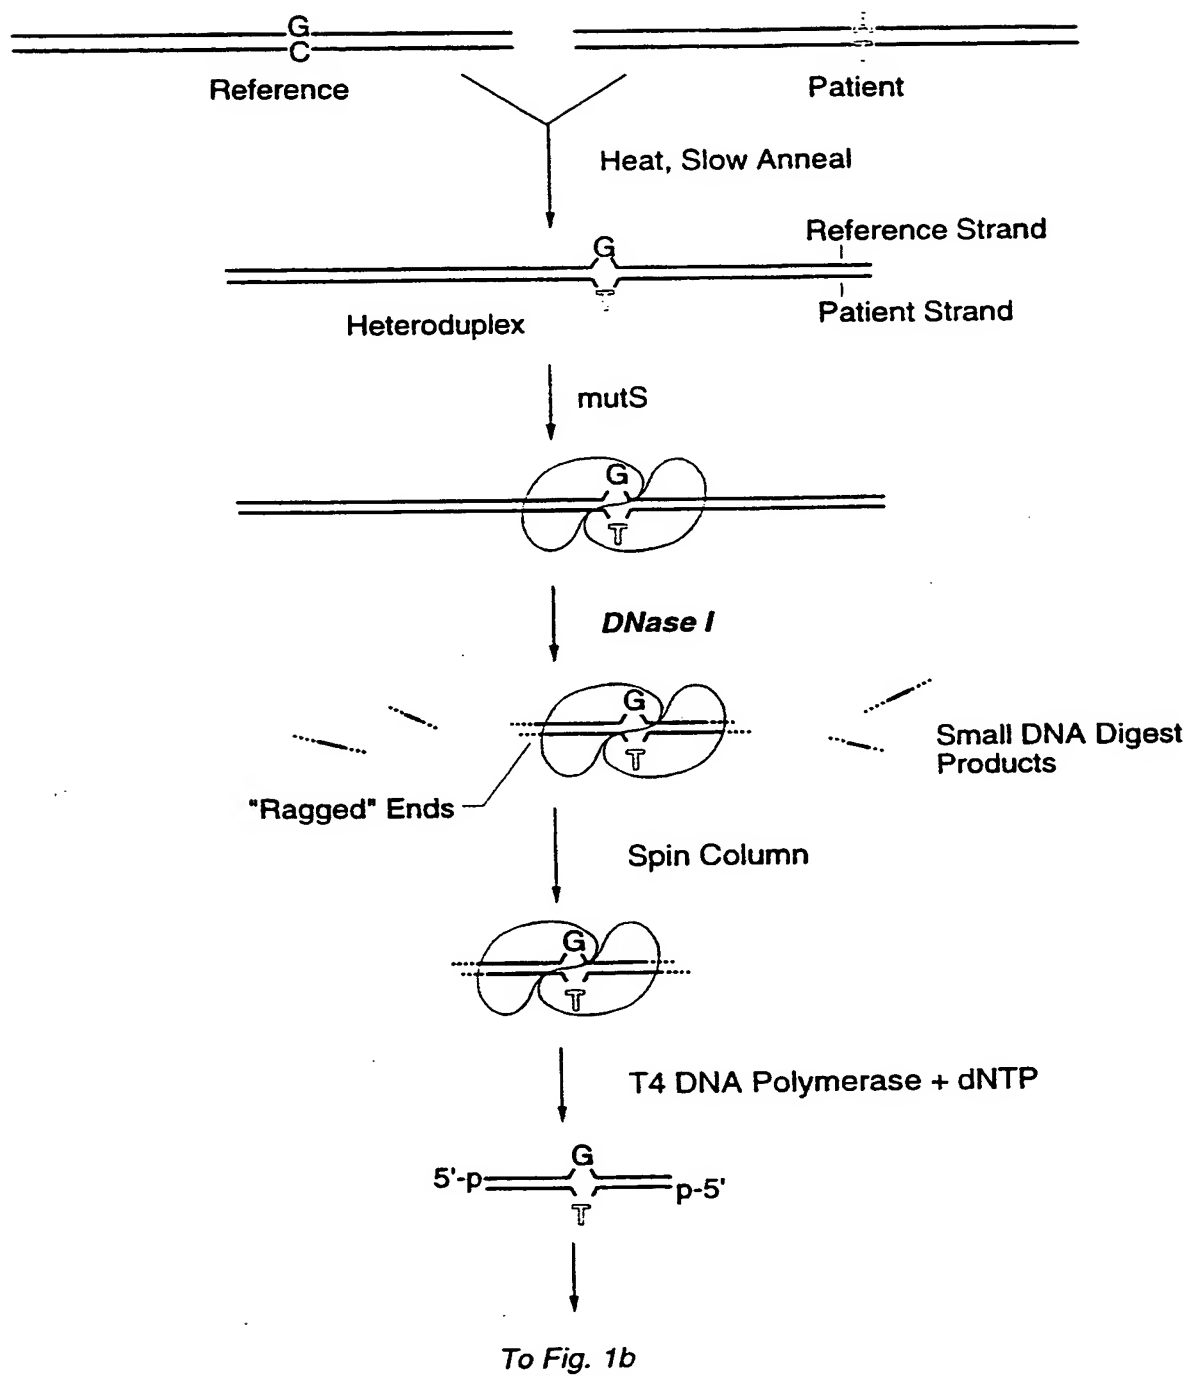 G
C
A
T
Reference
Patient
Heat, Slow Anneal
Reference Strand
G
T
Patient Strand
Heteroduplex
mutS
G
T
DNase I
G
T
Small DNA Digest
Products
"Ragged" Ends
Spin Column
G
T
T4 DNA Polymerase + dNTP
5'-p
G
p-5'
T
To Fig. 1b